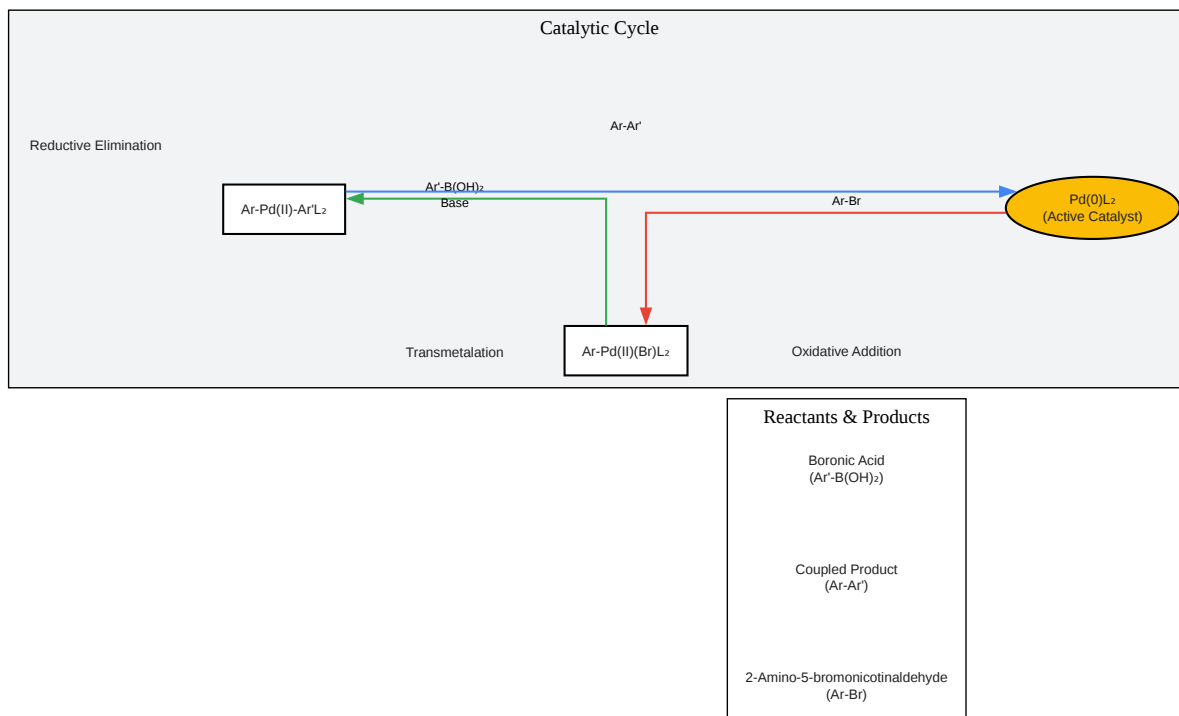 Catalytic Cycle
Ar-Ar'
Reductive Elimination
Ar'-B(OH)₂
Base
Ar-Br
Pd(0)L₂
(Active Catalyst)
Ar-Pd(II)-Ar'L₂
Transmetalation
Ar-Pd(II)(Br)L₂
Oxidative Addition
Reactants & Products
Boronic Acid
(Ar'-B(OH)₂)
Coupled Product
(Ar-Ar')
2-Amino-5-bromonicotinaldehyde
(Ar-Br)